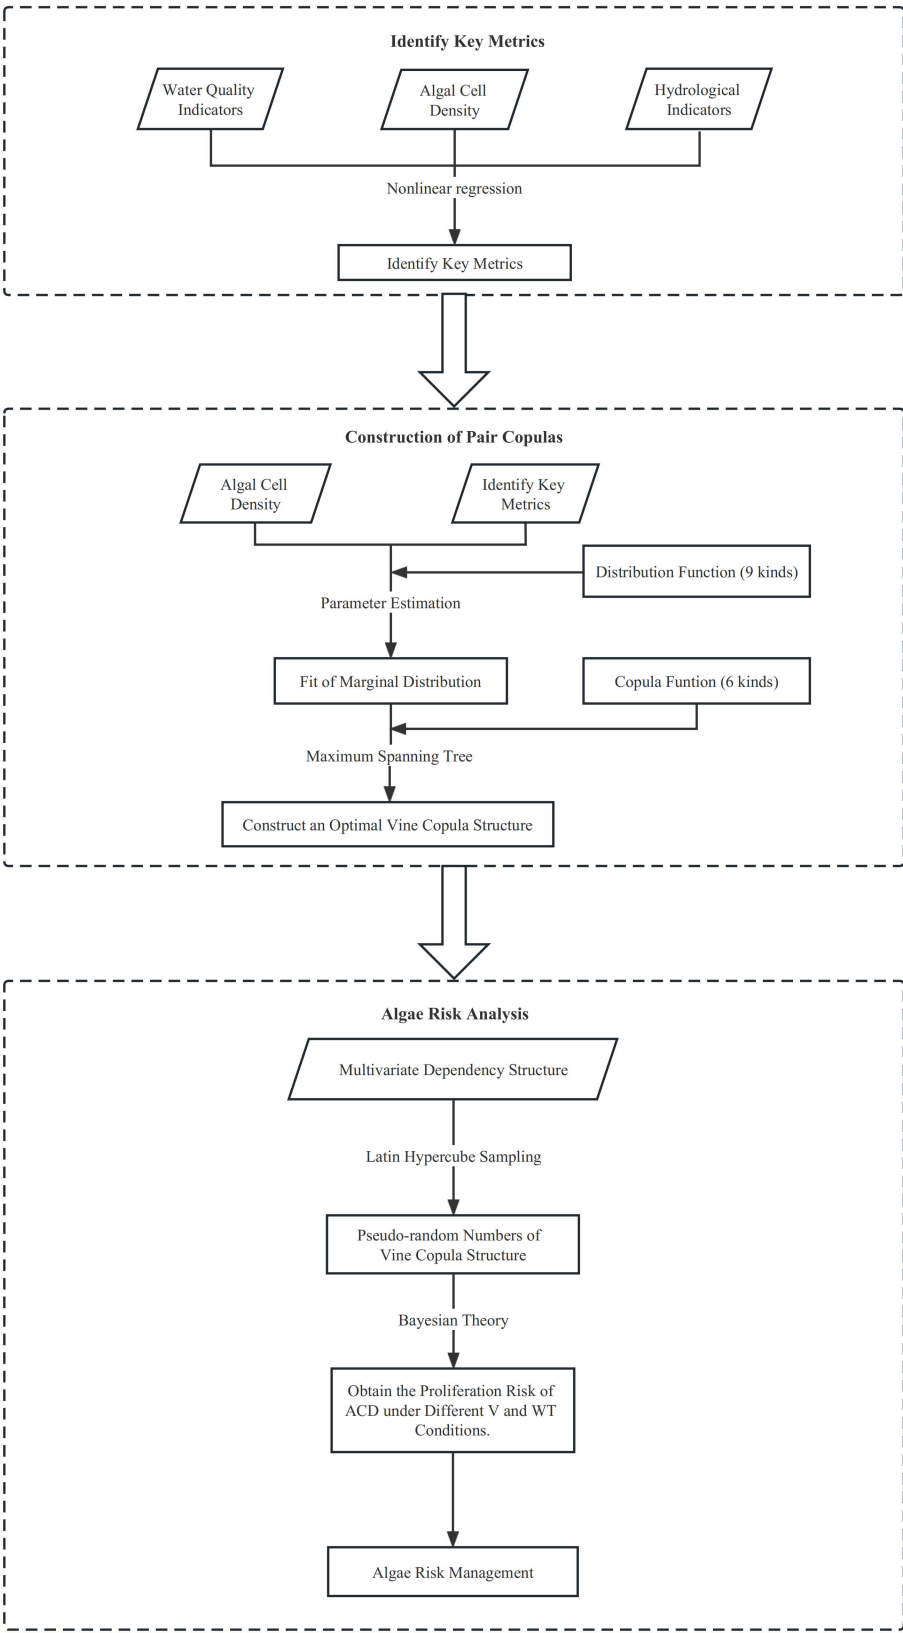 Identify Key Metrics
Water Quality
Indicators
Algal Cell
Density
Hydrological
Indicators
Nonlinear regression
Identify Key Metrics
Construction of Pair Copulas
Algal Cell
Density
Identify Key
Metrics
Distribution Function (9 kinds)
Parameter Estimation
Fit of Marginal Distribution
Copula Funtion (6 kinds)
Maximum Spanning Tree
Construct an Optimal Vine Copula Structure
Algae Risk Analysis
Multivariate Dependency Structure
Latin Hypercube Sampling
Pseudo-random Numbers of
Vine Copula Structure
Bayesian Theory
Obtain the Proliferation Risk of
ACD under Different V and WT
Conditions.
Algae Risk Management